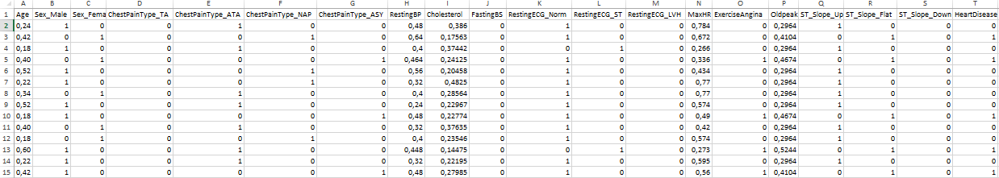 A B C D E F G H I J K L M N O P Q R S T
1 Age Sex_Male Sex_Fema ChestPainType_TA ChestPainType_ATA ChestPainType_NAP ChestPainType_ASY RestingBP Cholesterol FastingBS RestingECG_Norm RestingECG_ST RestingECG_LVH MaxHR ExerciseAngina Oldpeak ST_Slope_Up ST_Slope_Flat ST_Slope_Down HeartDisease
2 0,24 1 0 0 1 0 0 0,48 0,386 0 1 0 0 0,784 0 0,2964 1 0 0 0
3 0,42 0 1 0 0 1 0 0,64 0,17563 0 1 0 0 0,672 0 0,4104 0 1 0 1
4 0,18 1 0 0 1 0 0 0,4 0,37442 0 0 1 0 0,266 0 0,2964 1 0 0 0
5 0,40 0 1 0 0 0 1 0,464 0,24125 0 1 0 0 0,336 1 0,4674 0 1 0 1
6 0,52 1 0 0 0 1 0 0,56 0,20458 0 1 0 0 0,434 0 0,2964 1 0 0 0
7 0,22 1 0 0 0 1 0 0,32 0,4825 0 1 0 0 0,77 0 0,2964 1 0 0 0
8 0,34 0 1 0 1 0 0 0,4 0,28564 0 1 0 0 0,77 0 0,2964 1 0 0 0
9 0,52 1 0 0 1 0 0 0,24 0,22967 0 1 0 0 0,574 0 0,2964 1 0 0 0
10 0,18 1 0 0 0 0 1 0,48 0,22774 0 1 0 0 0,49 1 0,4674 0 1 0 1
11 0,40 0 1 0 1 0 0 0,32 0,37635 0 1 0 0 0,42 0 0,2964 1 0 0 0
12 0,18 0 1 0 0 1 0 0,4 0,23546 0 1 0 0 0,574 0 0,2964 1 0 0 0
13 0,60 1 0 0 1 0 0 0,448 0,14475 0 0 1 0 0,273 1 0,5244 0 1 0 1
14 0,22 1 0 0 1 0 0 0,32 0,22195 0 1 0 0 0,595 0 0,2964 1 0 0 0
15 0,42 1 0 0 0 0 1 0,48 0,27985 0 1 0 0 0,56 1 0,4104 0 1 0 1